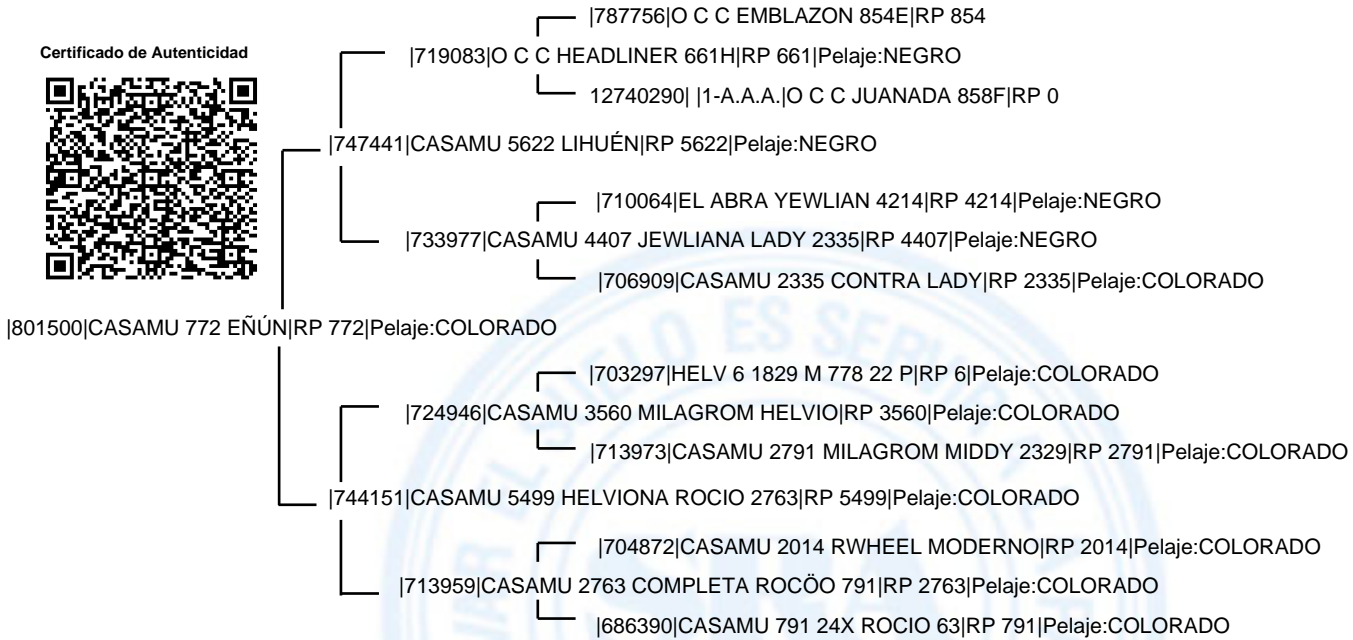 |787756|O C C EMBLAZON 854E|RP 854
Certificado de Autenticidad
|719083|O C C HEADLINER 661H|RP 661|Pelaje:NEGRO
12740290| |1-A.A.A.|O C C JUANADA 858F|RP 0
|747441|CASAMU 5622 LIHUÉN|RP 5622|Pelaje:NEGRO
|710064|EL ABRA YEWLIAN 4214|RP 4214|Pelaje:NEGRO
|733977|CASAMU 4407 JEWLIANA LADY 2335|RP 4407|Pelaje:NEGRO
|706909|CASAMU 2335 CONTRA LADY|RP 2335|Pelaje:COLORADO
|801500|CASAMU 772 EÑÚN|RP 772|Pelaje:COLORADO
|703297|HELV 6 1829 M 778 22 P|RP 6|Pelaje:COLORADO
|724946|CASAMU 3560 MILAGROM HELVIO|RP 3560|Pelaje:COLORADO
|713973|CASAMU 2791 MILAGROM MIDDY 2329|RP 2791|Pelaje:COLORADO
|744151|CASAMU 5499 HELVIONA ROCIO 2763|RP 5499|Pelaje:COLORADO
|704872|CASAMU 2014 RWHEEL MODERNO|RP 2014|Pelaje:COLORADO
|713959|CASAMU 2763 COMPLETA ROCÖO 791|RP 2763|Pelaje:COLORADO
|686390|CASAMU 791 24X ROCIO 63|RP 791|Pelaje:COLORADO